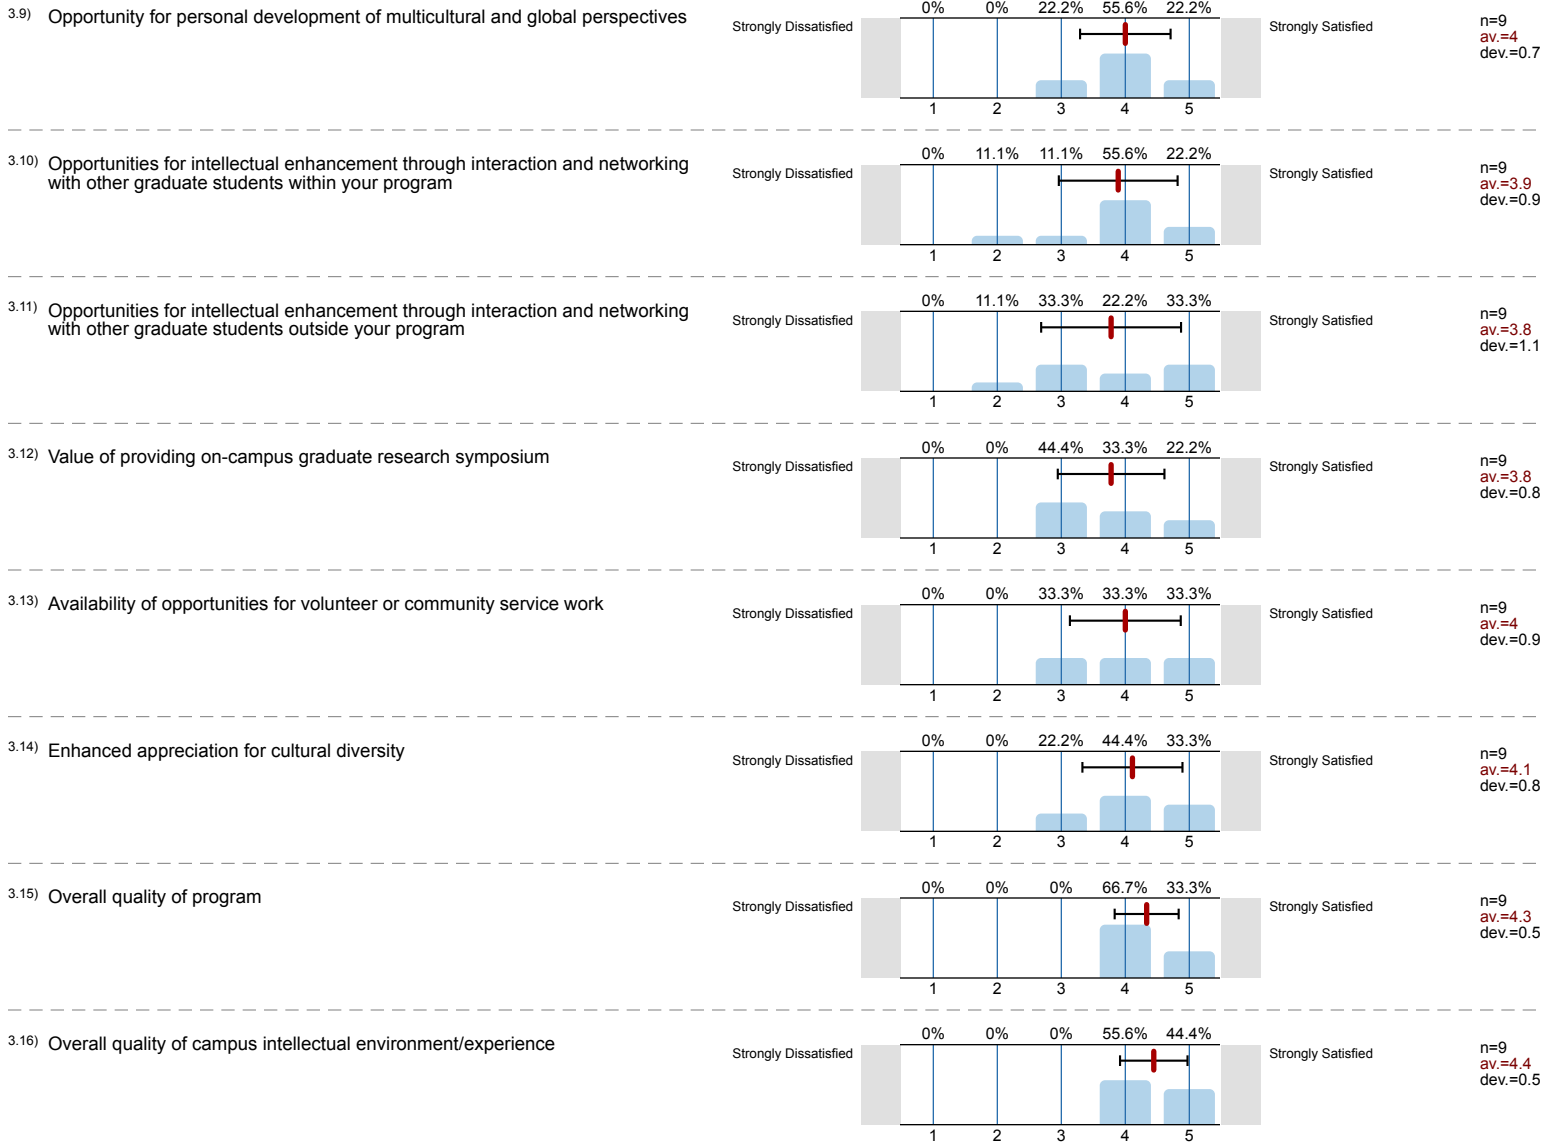 3.9) Opportunity for personal development of multicultural and global perspectives
0% 0% 22.2% 55.6% 22.2%
Strongly Dissatisfied Strongly Satisfied
n=9
av.=4
dev.=0.7
1 2 3 4 5
3.10) Opportunities for intellectual enhancement through interaction and networking
with other graduate students within your program
0% 11.1% 11.1% 55.6% 22.2%
Strongly Dissatisfied Strongly Satisfied
n=9
av.=3.9
dev.=0.9
1 2 3 4 5
3.11) Opportunities for intellectual enhancement through interaction and networking
with other graduate students outside your program
0% 11.1% 33.3% 22.2% 33.3%
Strongly Dissatisfied Strongly Satisfied
n=9
av.=3.8
dev.=1.1
1 2 3 4 5
3.12) Value of providing on-campus graduate research symposium
0% 0% 44.4% 33.3% 22.2%
Strongly Dissatisfied Strongly Satisfied
n=9
av.=3.8
dev.=0.8
1 2 3 4 5
3.13) Availability of opportunities for volunteer or community service work
0% 0% 33.3% 33.3% 33.3%
Strongly Dissatisfied Strongly Satisfied
n=9
av.=4
dev.=0.9
1 2 3 4 5
3.14) Enhanced appreciation for cultural diversity
0% 0% 22.2% 44.4% 33.3%
Strongly Dissatisfied Strongly Satisfied
n=9
av.=4.1
dev.=0.8
1 2 3 4 5
3.15) Overall quality of program
0% 0% 0% 66.7% 33.3%
Strongly Dissatisfied Strongly Satisfied
n=9
av.=4.3
dev.=0.5
1 2 3 4 5
3.16) Overall quality of campus intellectual environment/experience
0% 0% 0% 55.6% 44.4%
Strongly Dissatisfied Strongly Satisfied
n=9
av.=4.4
dev.=0.5
1 2 3 4 5